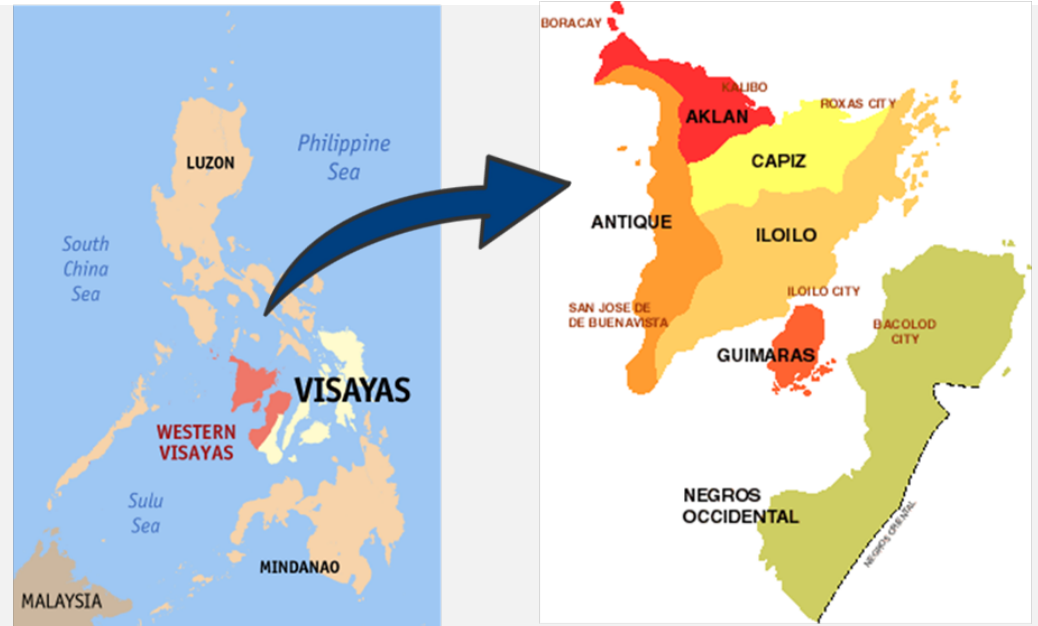 LUZON
Philippine
Sea
South
China
Sea
VISAYAS
WESTERN
VISAYAS
Sulu
Sea
MINDANAO
MALAYSIA
BORACAY
KALIBO
AKLAN
ROXAS CITY
CAPIZ
ANTIQUE
ILOILO
ILOILO CITY
SAN JOSE DE
DE BUENAVISTA
BACOLOD
CITY
GUIMARAS
NEGROS
OCCIDENTAL
NEGROS ORIENTAL